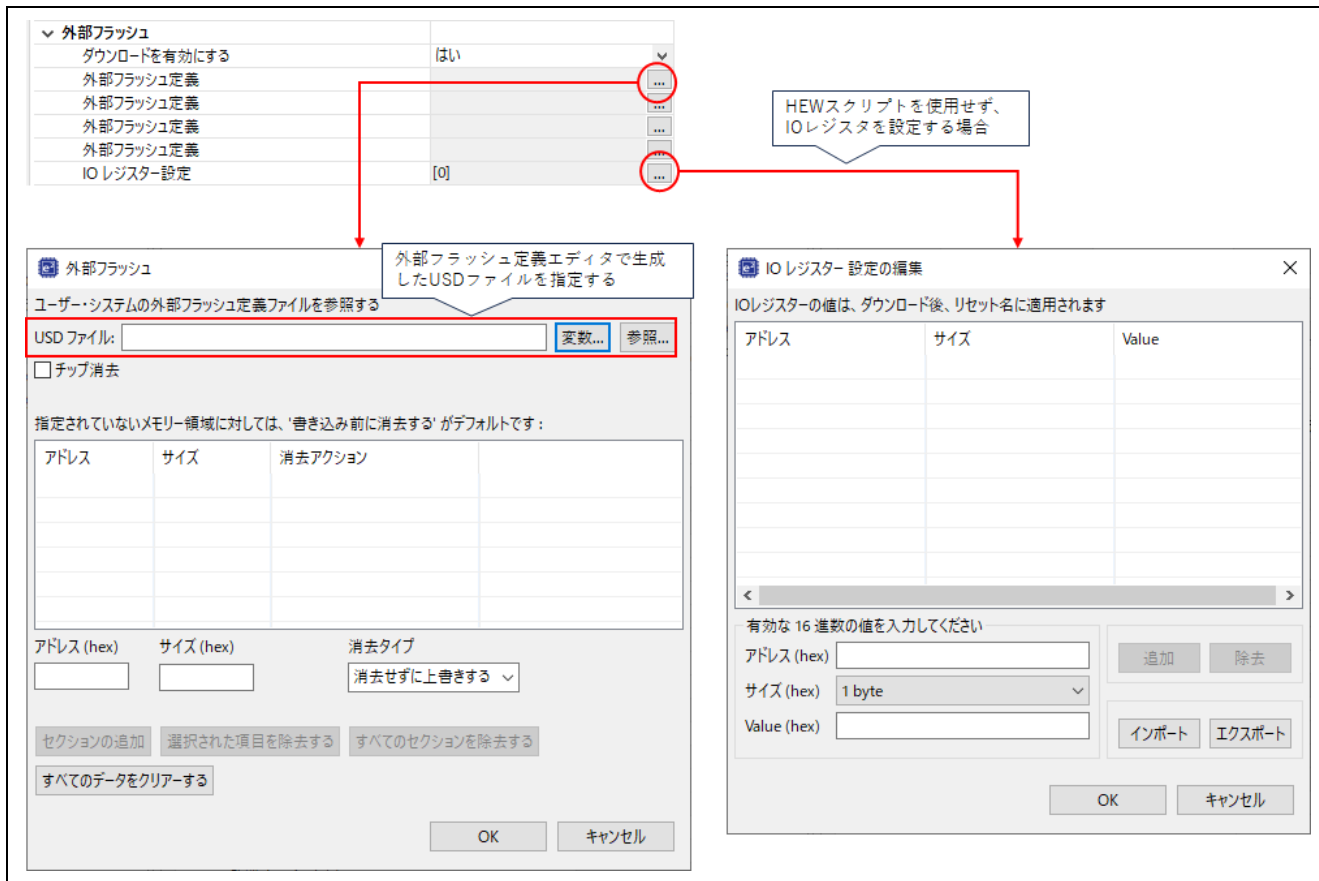 外部フラッシュ
ダウンロードを有効にする はい
外部フラッシュ定義 ...
外部フラッシュ定義 ...
外部フラッシュ定義 ...
外部フラッシュ定義 ...
IO レジスター設定 [0] ...
HEWスクリプトを使用せず、
IOレジスタを設定する場合
外部フラッシュ
外部フラッシュ定義エディタで生成
したUSDファイルを指定する
ユーザー・システムの外部フラッシュ定義ファイルを参照する
USD ファイル: 変数... 参照...
チップ消去
指定されていないメモリー領域に対しては、'書き込み前に消去する' がデフォルトです :
アドレス サイズ 消去アクション
アドレス (hex) サイズ (hex) 消去タイプ
消去せずに上書きする
セクションの追加 選択された項目を除去する すべてのセクションを除去する
すべてのデータをクリアーする
OK キャンセル
IO レジスター 設定の編集
IOレジスターの値は、ダウンロード後、リセット名に適用されます
アドレス サイズ Value
有効な 16 進数の値を入力してください
アドレス (hex)
サイズ (hex) 1 byte
Value (hex)
追加 除去
インポート エクスポート
OK キャンセル